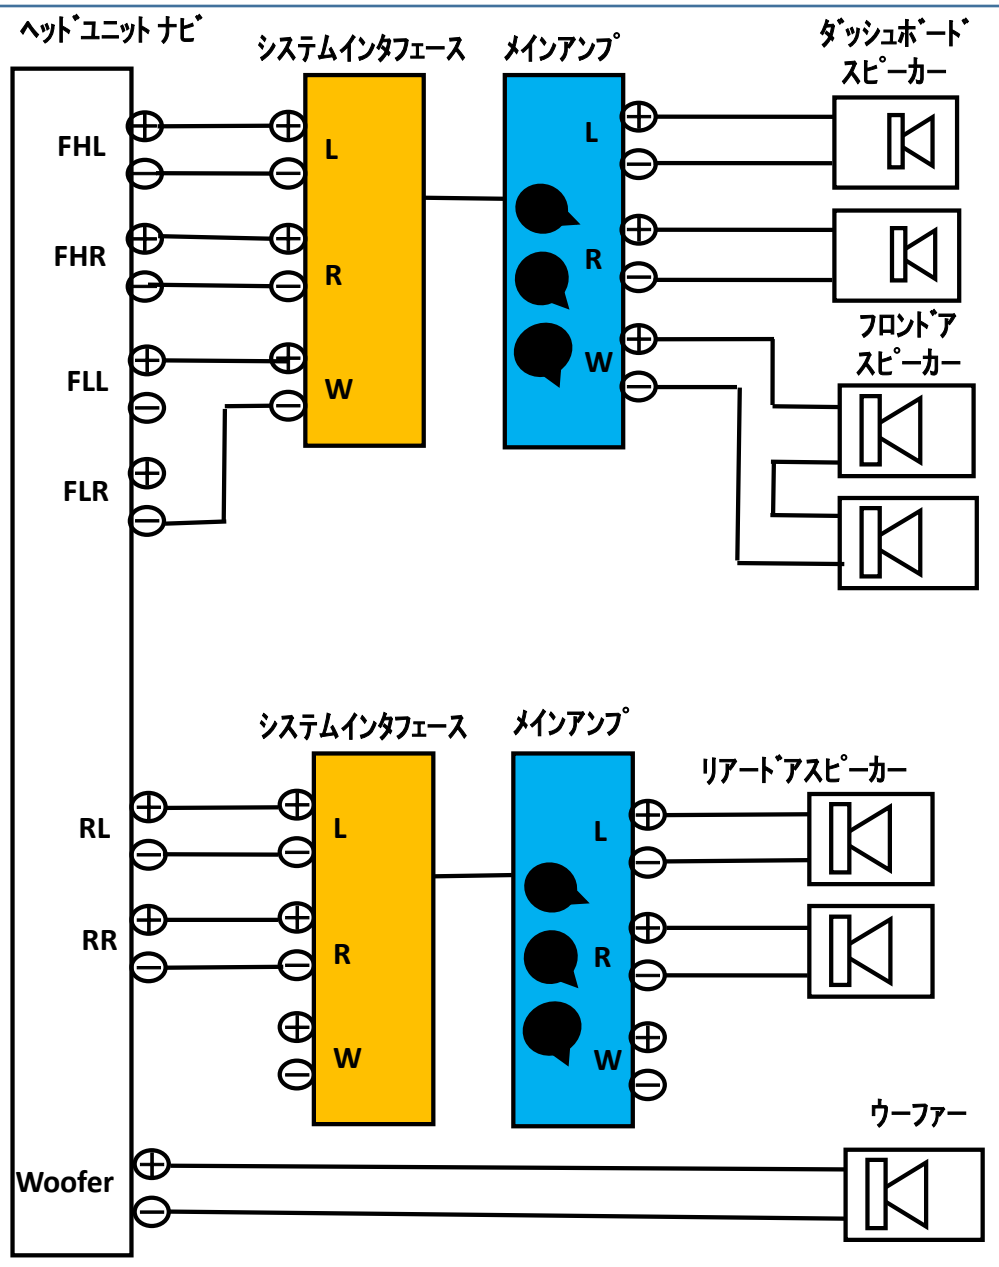 ヘッドユニット ナビ
システムインタフェース
メインアンプ
ダッシュボード
スピーカー
FHL
L
L
FHR
R
R
フロンドア
スピーカー
FLL
W
W
FLR
システムインタフェース
メインアンプ
リアードアスピーカー
RL
L
L
RR
R
R
W
W
ウーファー
Woofer